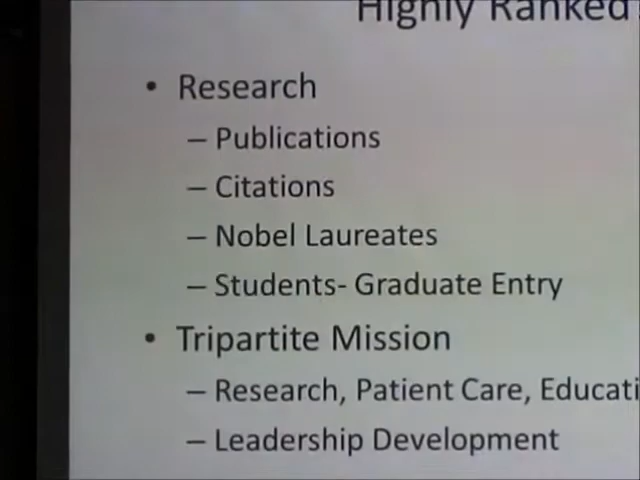 Highly Ranked
• Research
– Publications
– Citations
– Nobel Laureates
– Students- Graduate Entry
• Tripartite Mission
– Research, Patient Care, Educati
– Leadership Development